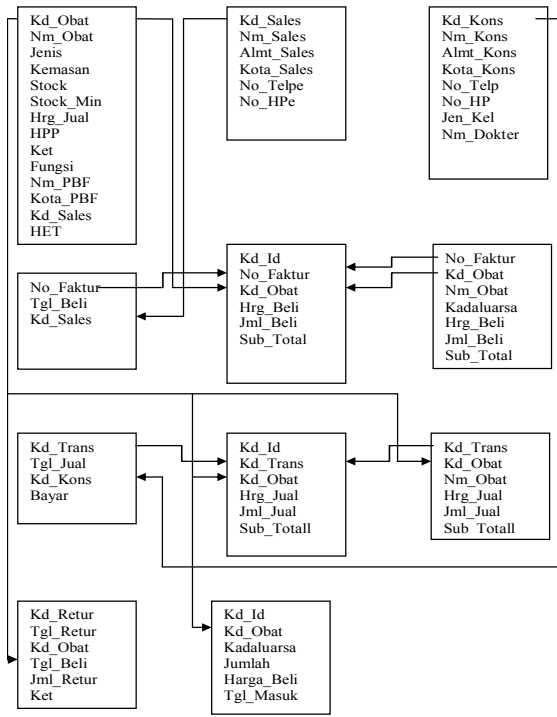 Kd_Obat
Nm_Obat
Jenis
Kemasan
Stock
Stock_Min
Hrg_Jual
HPP
Ket
Fungsi
Nm_PBF
Kota_PBF
Kd_Sales
HET
Kd_Sales
Nm_Sales
Almt_Sales
Kota_Sales
No_Telpe
No_HPe
Kd_Kons
Nm_Kons
Almt_Kons
Kota_Kons
No_Telp
No_HP
Jen_Kel
Nm_Dokter
No_Faktur
Tgl_Beli
Kd_Sales
Kd_Id
No_Faktur
Kd_Obat
Hrg_Beli
Jml_Beli
Sub_Total
No_Faktur
Kd_Obat
Nm_Obat
Kadaluarsa
Hrg_Beli
Jml_Beli
Sub_Total
Kd_Trans
Tgl_Jual
Kd_Kons
Bayar
Kd_Id
Kd_Trans
Kd_Obat
Hrg_Jual
Jml_Jual
Sub_Totall
Kd_Trans
Kd_Obat
Nm_Obat
Hrg_Jual
Jml_Jual
Sub_Totall
Kd_Retur
Tgl_Retur
Kd_Obat
Tgl_Beli
Jml_Retur
Ket
Kd_Id
Kd_Obat
Kadaluarsa
Jumlah
Harga_Beli
Tgl_Masuk